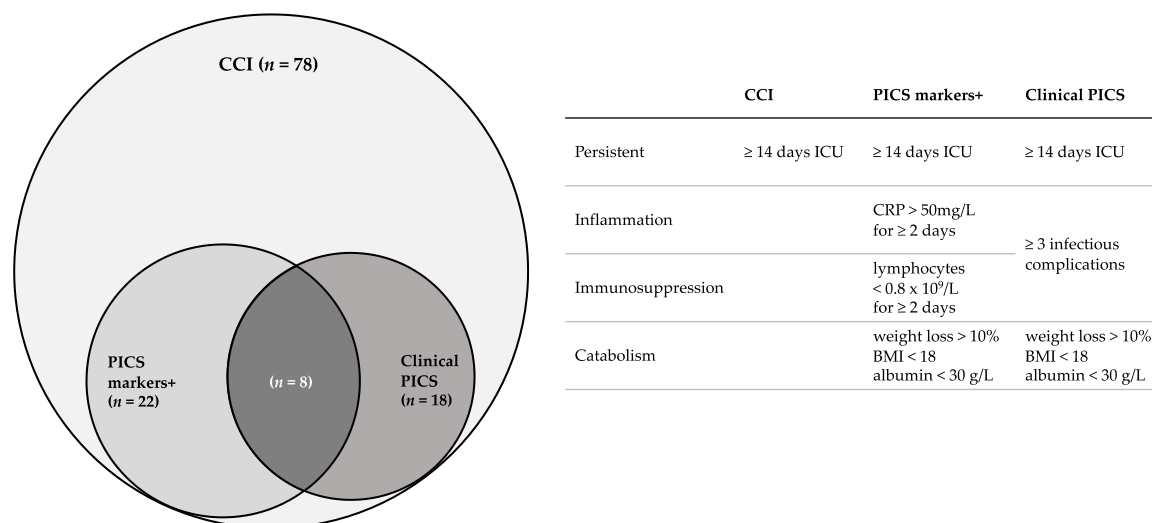 CCI (n = 78)
PICS
markers+
(n = 22)
(n = 8)
Clinical
PICS
(n = 18)
CCI PICS markers+ Clinical PICS
Persistent ≥ 14 days ICU ≥ 14 days ICU ≥ 14 days ICU
Inflammation
CRP > 50mg/L
for ≥ 2 days
≥ 3 infectious
complications
Immunosuppression
lymphocytes
< 0.8 x 10⁹/L
for ≥ 2 days
Catabolism
weight loss > 10%
BMI < 18
albumin < 30 g/L
weight loss > 10%
BMI < 18
albumin < 30 g/L